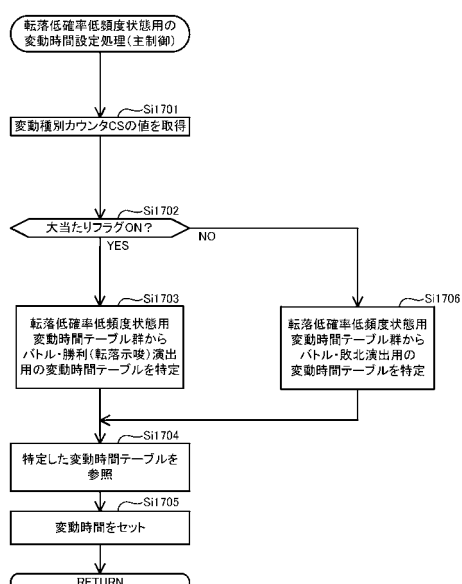 転落低確率低頻度状態用の
変動時間設定処理(主制御)
Si1701
変動種別カウンタCSの値を取得
Si1702
大当たりフラグON?
NO
YES
Si1703
転落低確率低頻度状態用
変動時間テーブル群から
バトル・勝利(転落示唆)演出
用の変動時間テーブルを特定
Si1706
転落低確率低頻度状態用
変動時間テーブル群から
バトル・敗北演出用の
変動時間テーブルを特定
Si1704
特定した変動時間テーブルを
参照
Si1705
変動時間をセット
RETURN